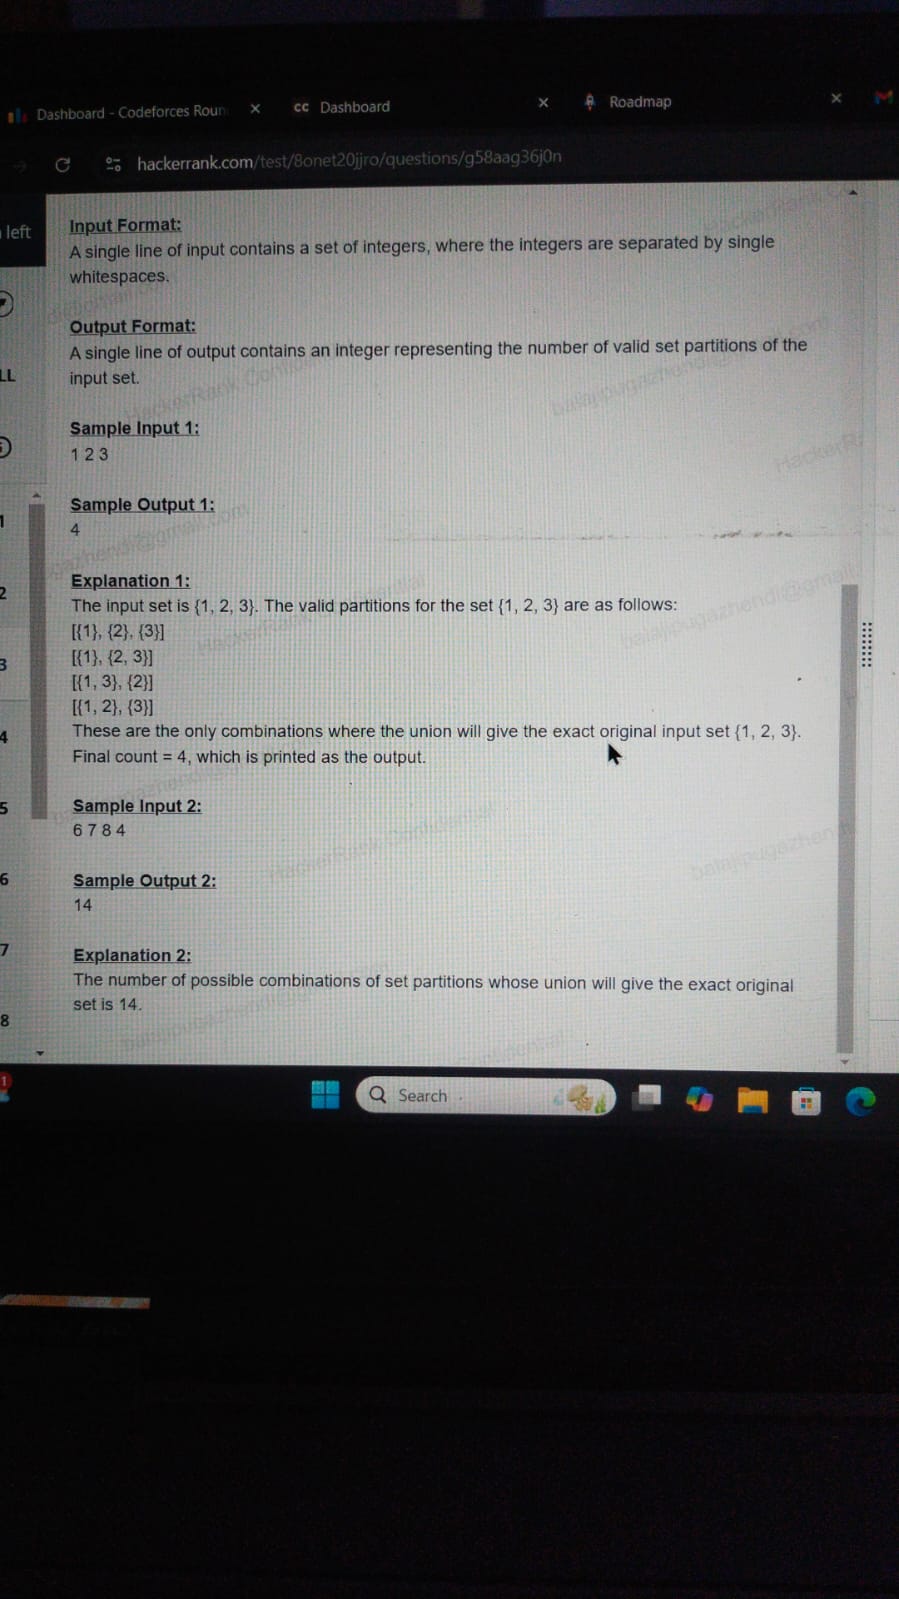 Dashboard - Codeforces Roun
CC Dashboard
Roadmap
hackerrank.com/test/8onet20jjro/questions/g58aag36j0n
left
Input Format:
A single line of input contains a set of integers, where the integers are separated by single
whitespaces.
Output Format:
A single line of output contains an integer representing the number of valid set partitions of the
LL
input set.
Sample Input 1:
1 2 3
Sample Output 1:
1
4
Explanation 1:
2
The input set is {1, 2, 3}. The valid partitions for the set {1, 2, 3} are as follows:
[{1}, {2}, {3}]
[{1}, {2, 3}]
3
[{1, 3}, {2}]
[{1, 2}, {3}]
These are the only combinations where the union will give the exact original input set {1, 2, 3}.
4
Final count = 4, which is printed as the output.
5
Sample Input 2:
6 7 8 4
6
Sample Output 2:
14
7
Explanation 2:
The number of possible combinations of set partitions whose union will give the exact original
set is 14.
8
1
Search